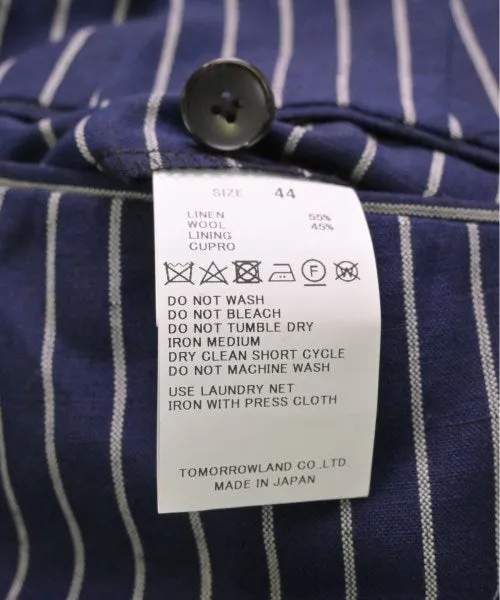 SIZE 44
LINEN 55%
WOOL 45%
LINING
CUPRO
F W
DO NOT WASH
DO NOT BLEACH
DO NOT TUMBLE DRY
IRON MEDIUM
DRY CLEAN SHORT CYCLE
DO NOT MACHINE WASH
USE LAUNDRY NET
IRON WITH PRESS CLOTH
TOMORROWLAND CO.,LTD.
MADE IN JAPAN